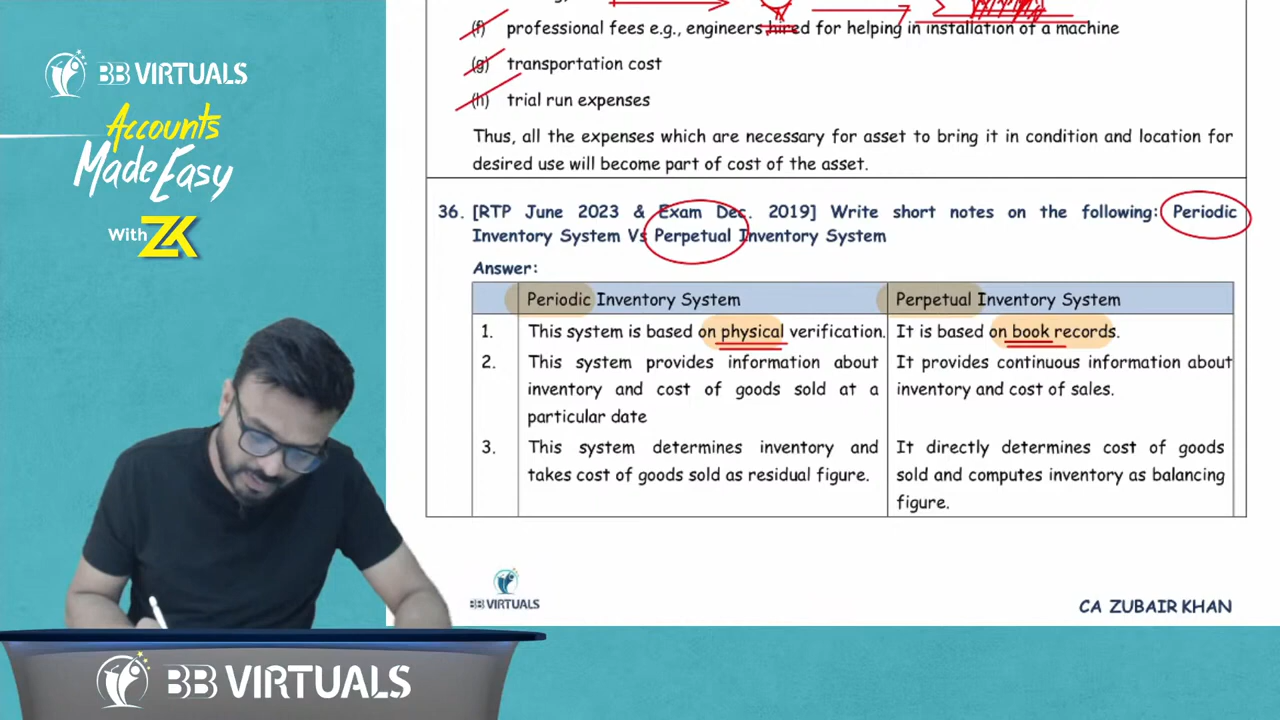 (f) professional fees e.g., engineers hired for helping in installation of a machine
(g) transportation cost
(h) trial run expenses
Thus, all the expenses which are necessary for asset to bring it in condition and location for
desired use will become part of cost of the asset.
BB VIRTUALS
Accounts
Made Easy
With ZK
36. [RTP June 2023 & Exam Dec. 2019] Write short notes on the following: Periodic
Inventory System Vs Perpetual Inventory System
Answer:
Periodic Inventory System Perpetual Inventory System
1. This system is based on physical verification. It is based on book records.
2. This system provides information about It provides continuous information about
inventory and cost of goods sold at a inventory and cost of sales.
particular date
3. This system determines inventory and It directly determines cost of goods
takes cost of goods sold as residual figure. sold and computes inventory as balancing
figure.
BB VIRTUALS
CA ZUBAIR KHAN
BB VIRTUALS